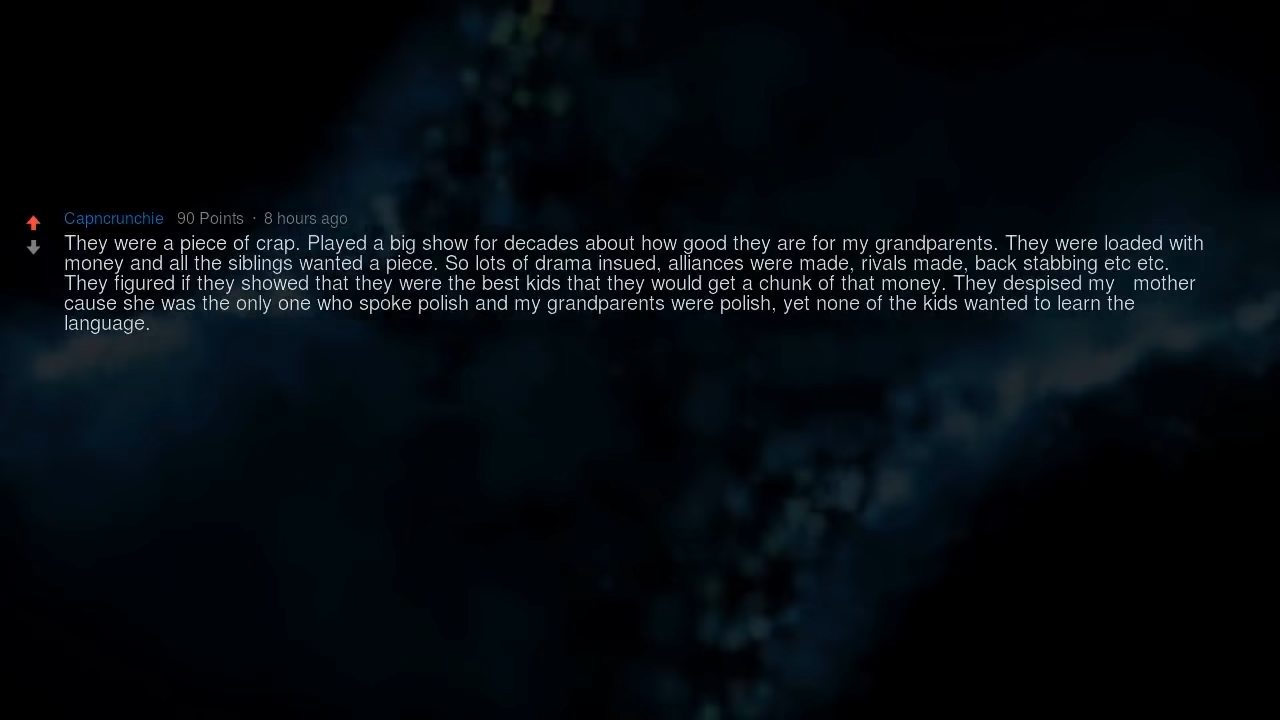 Capncrunchie 90 Points · 8 hours ago
They were a piece of crap. Played a big show for decades about how good they are for my grandparents. They were loaded with
money and all the siblings wanted a piece. So lots of drama insued, alliances were made, rivals made, back stabbing etc etc.
They figured if they showed that they were the best kids that they would get a chunk of that money. They despised my mother
cause she was the only one who spoke polish and my grandparents were polish, yet none of the kids wanted to learn the
language.